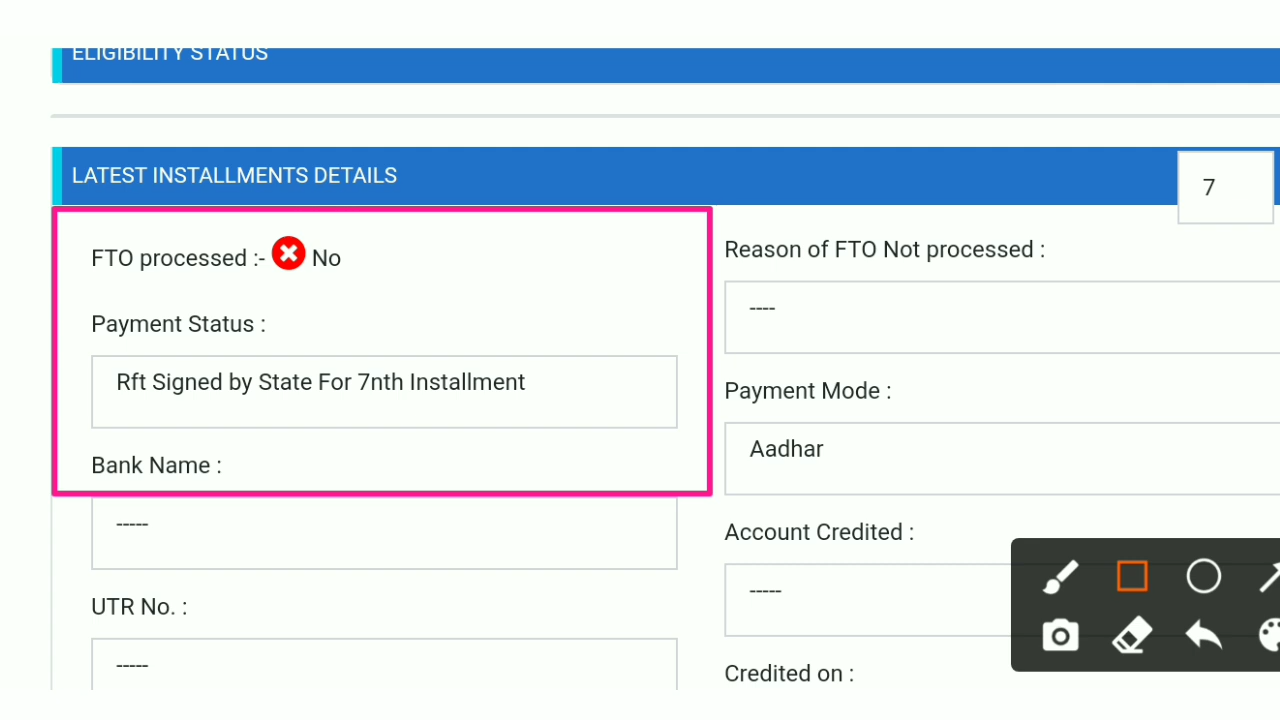 ELIGIBILITY STATUS
LATEST INSTALLMENTS DETAILS
7
FTO processed :- No
Payment Status :
Rft Signed by State For 7nth Installment
Bank Name :
-----
UTR No. :
-----
Reason of FTO Not processed :
----
Payment Mode :
Aadhar
Account Credited :
-----
Credited on :